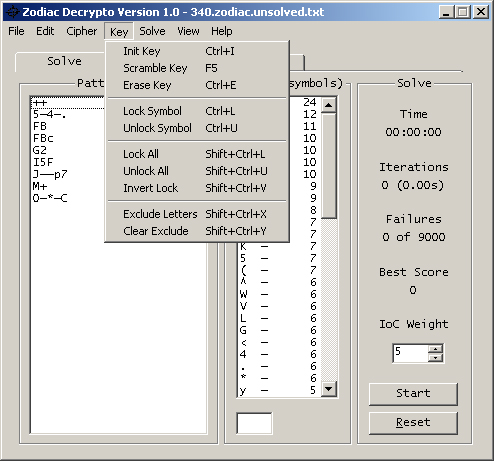 Zodiac Decrypto Version 1.0 - 340.zodiac.unsolved.txt
File Edit Cipher Key Solve View Help
Solve
Patt
symbols)
Solve
Init Key Ctrl+I
Scramble Key F5
Erase Key Ctrl+E
Lock Symbol Ctrl+L
Unlock Symbol Ctrl+U
Lock All Shift+Ctrl+L
Unlock All Shift+Ctrl+U
Invert Lock Shift+Ctrl+V
Exclude Letters Shift+Ctrl+X
Clear Exclude Shift+Ctrl+Y
++
5—4—.
FB
FBc
G2
I5F
J——p7
M+
O—*—C
24
12
11
10
10
10
9
9
8
7
7
K — 7
5 — 7
( — 7
^ — 6
W — 6
V — 6
L — 6
G — 6
< — 6
4 — 6
. — 6
* — 6
y — 5
Time
00:00:00
Iterations
0 (0.00s)
Failures
0 of 9000
Best Score
0
IoC Weight
5
Start
Reset